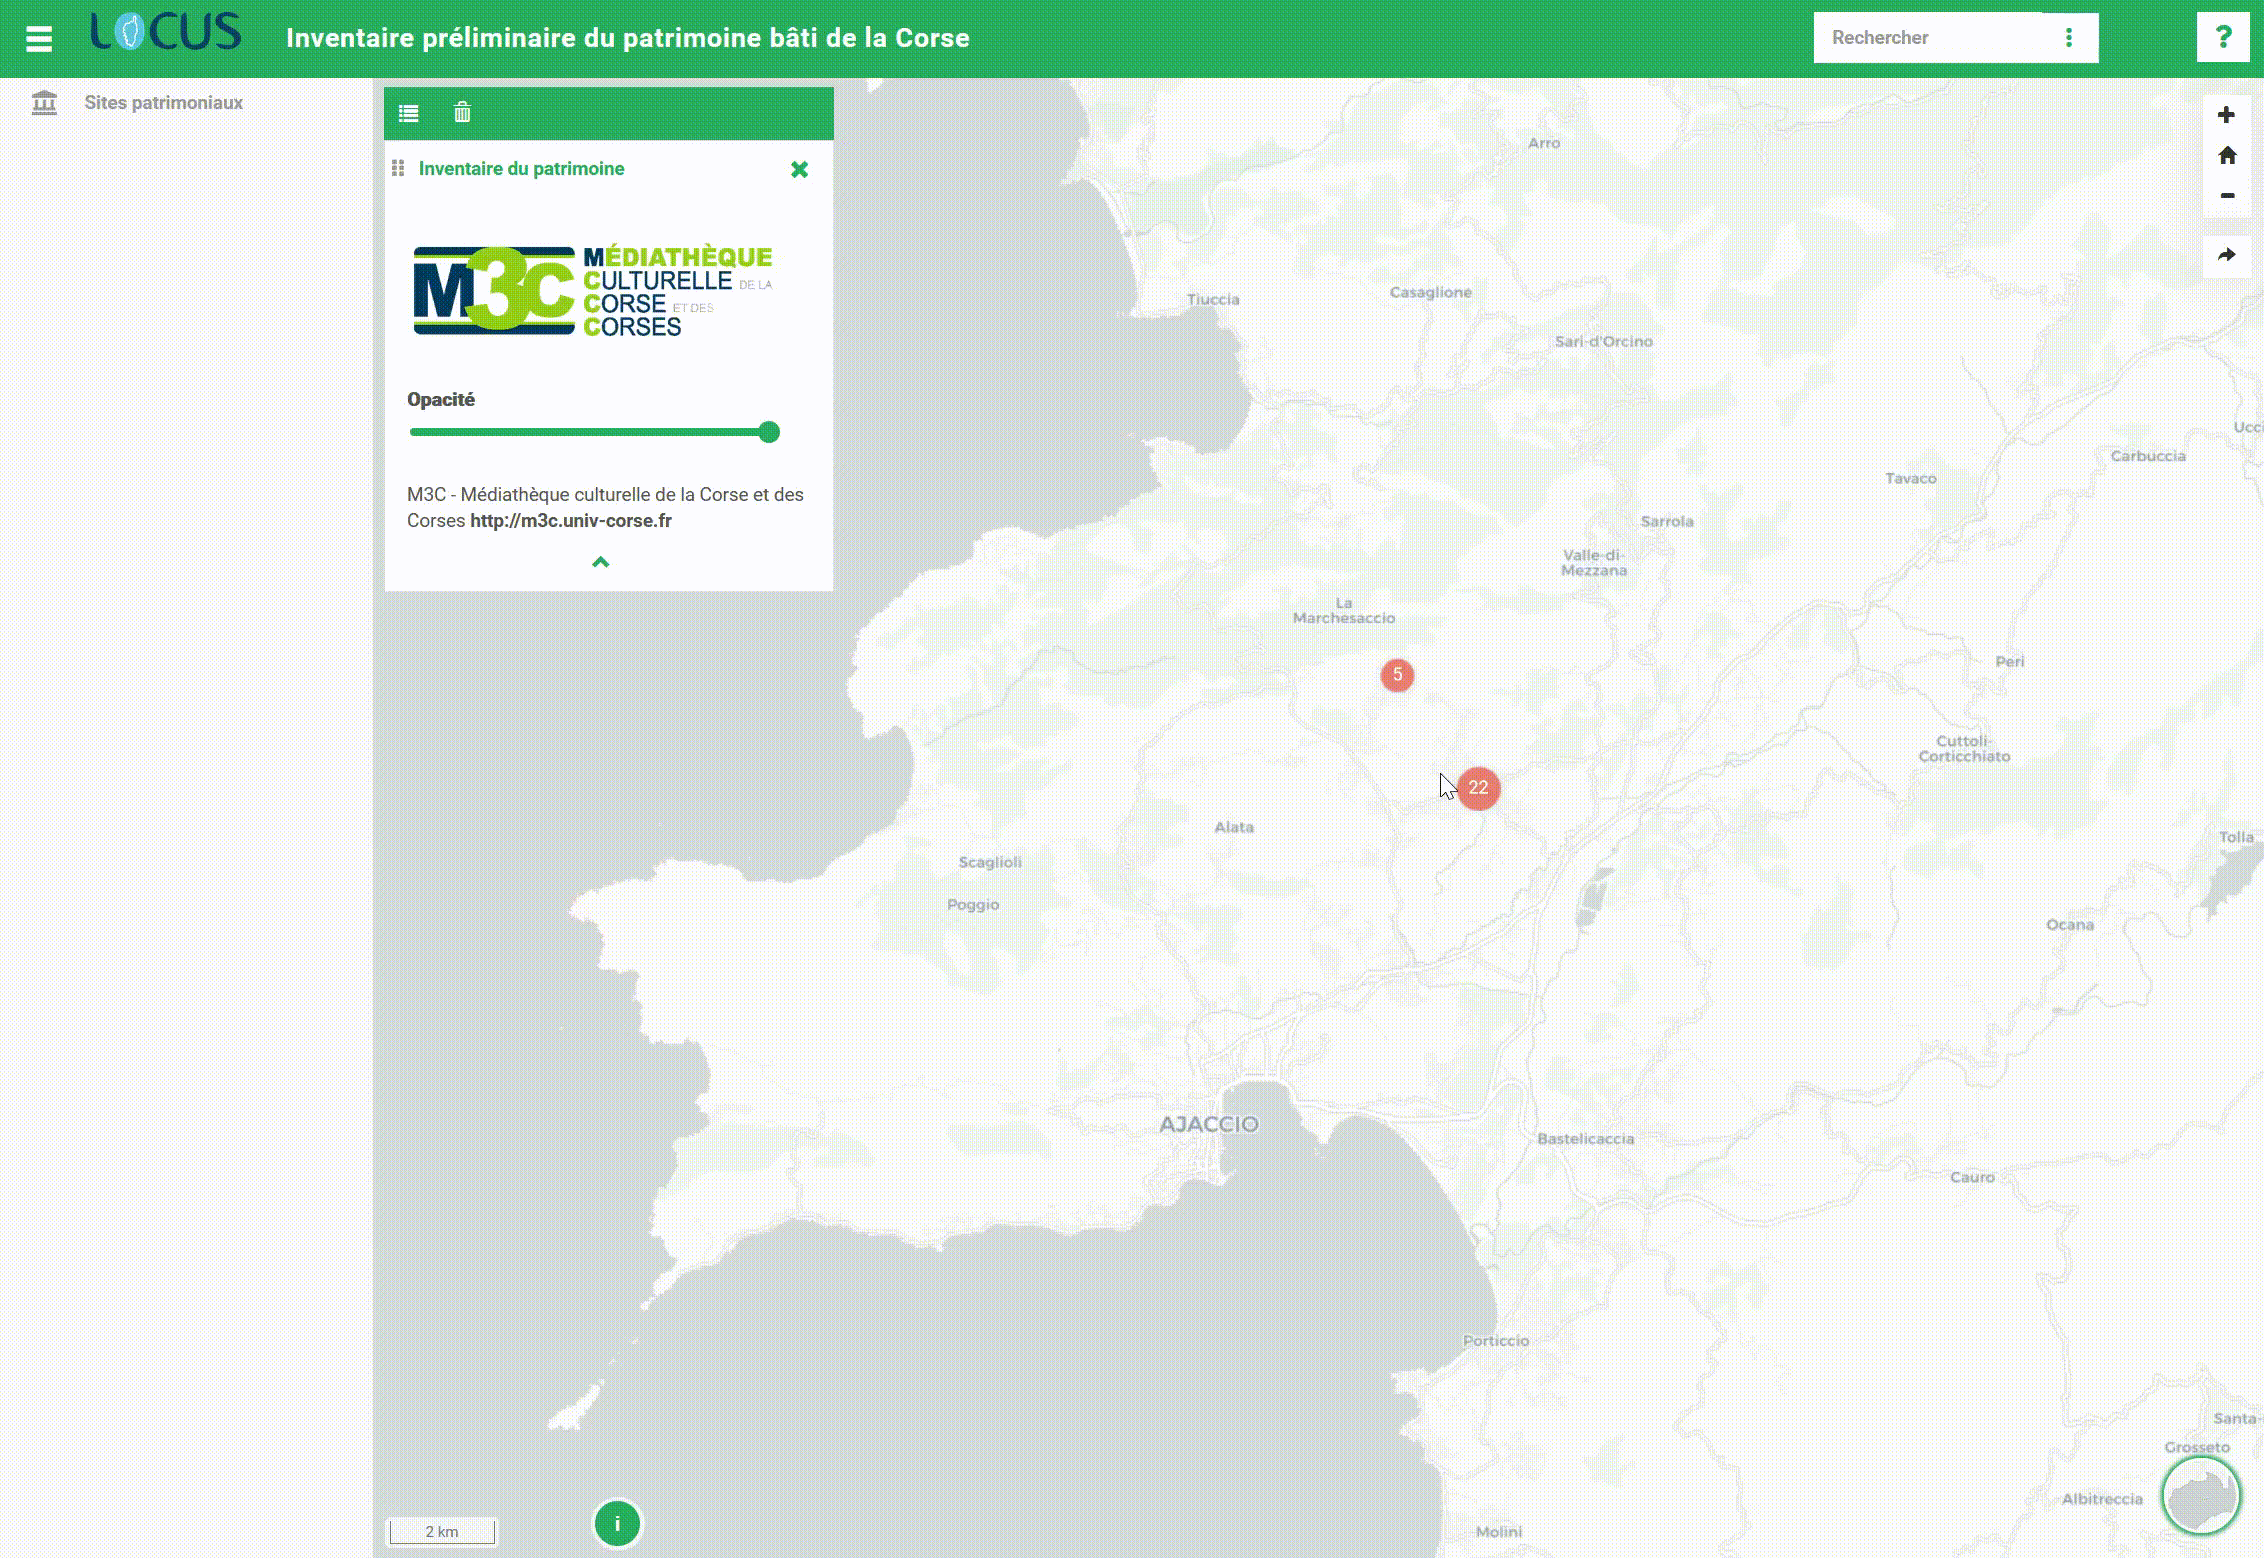 LOCUS
Inventaire préliminaire du patrimoine bâti de la Corse
Rechercher
?
Sites patrimoniaux
Inventaire du patrimoine
M3C
MÉDIATHÈQUE
CULTURELLE DE LA
CORSE ET DES
CORSES
Opacité
M3C - Médiathèque culturelle de la Corse et des
Corses http://m3c.univ-corse.fr
Arro
Tiuccia
Casaglione
Sari-d'Orcino
Ucci
Carbuccia
Tavaco
Sarrola
Valle-di-
Mezzana
La
Marchesaccio
Peri
5
Cuttoli-
Corticchiato
22
Alata
Tolla
Scaglioli
Poggio
Ocana
AJACCIO
Bastelicaccia
Cauro
Porticcio
Santa-
Grosseto
Albitreccia
Molini
2 km
i